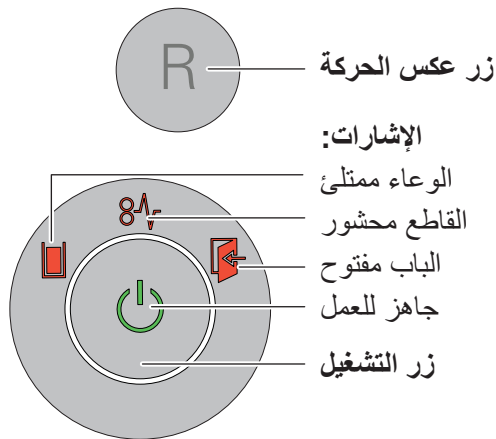 R
زر عكس الحركة
الإشارات:
الوعاء ممتلئ
القاطع محشور
الباب مفتوح
جاهز للعمل
زر التشغيل